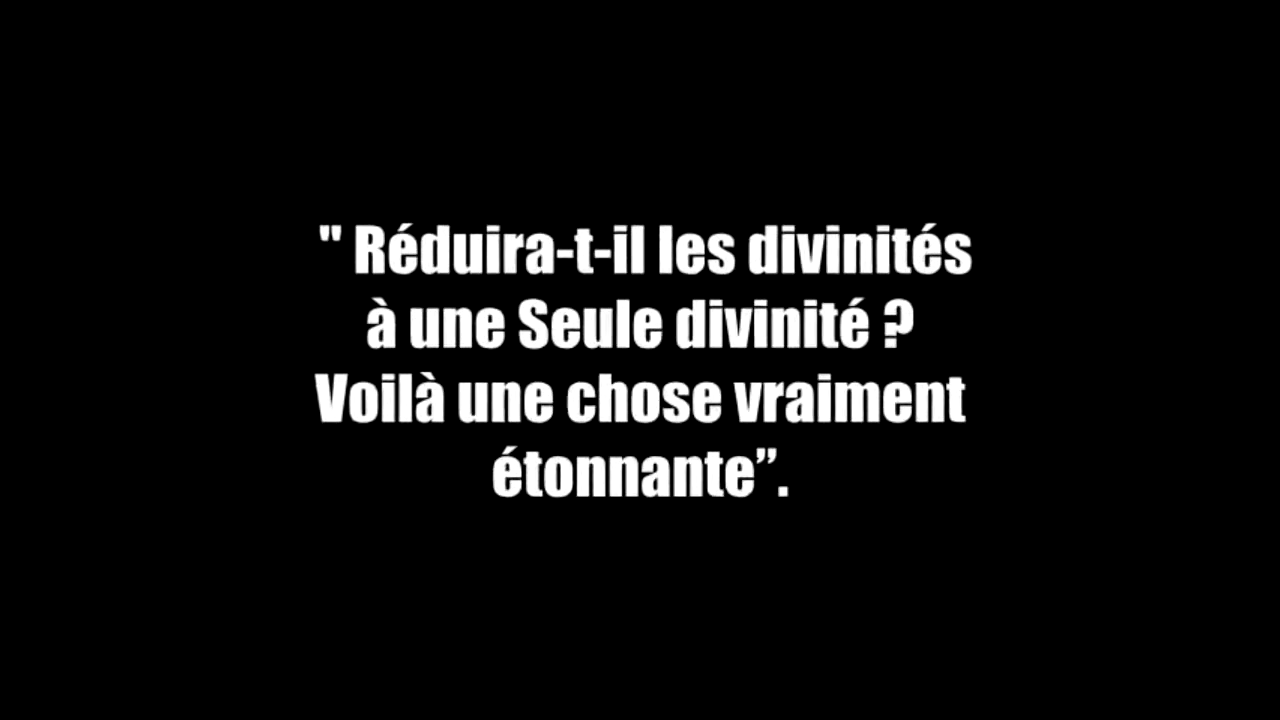 " Réduira-t-il les divinités
à une Seule divinité ?
Voilà une chose vraiment
étonnante”.